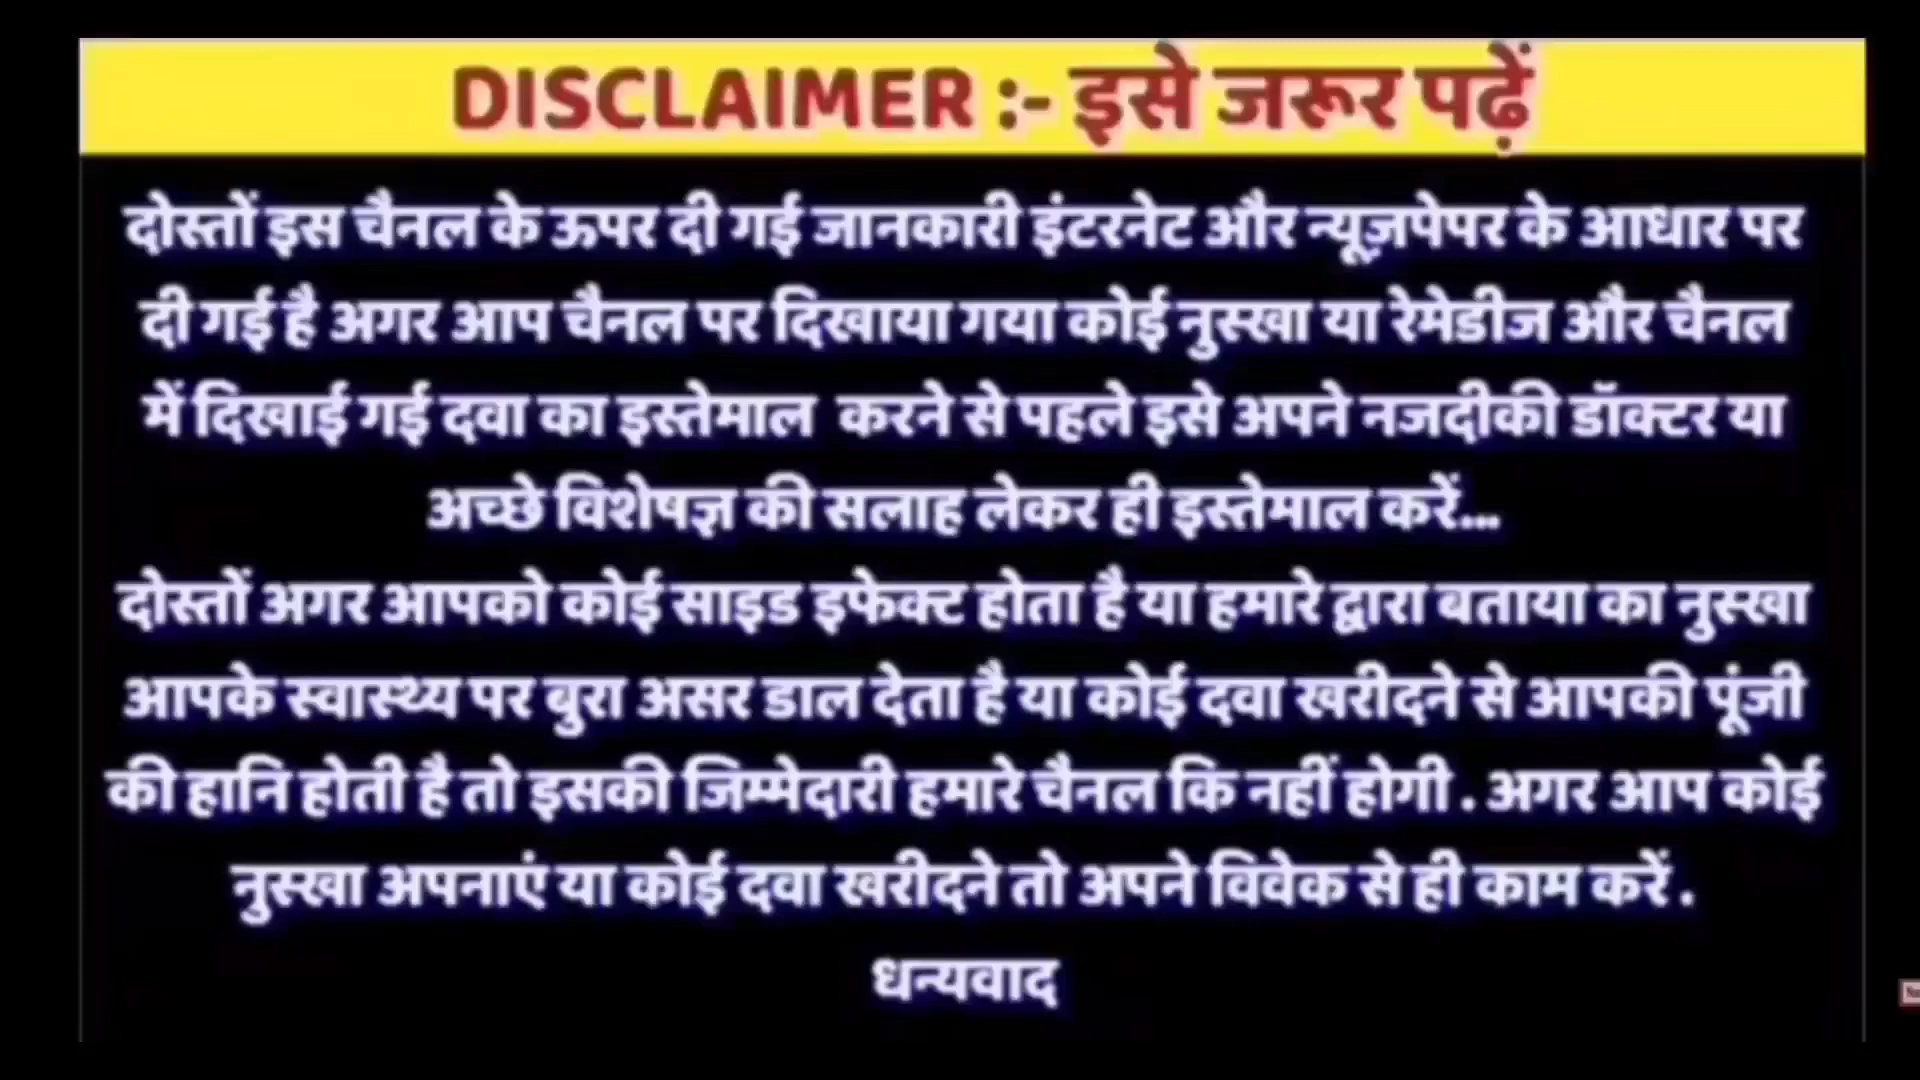 DISCLAIMER :- इसे जरूर पढ़ें
दोस्तों इस चैनल के ऊपर दी गई जानकारी इंटरनेट और न्यूज़पेपर के आधार पर
दी गई है अगर आप चैनल पर दिखाया गया कोई नुस्खा या रेमेडीज और चैनल
में दिखाई गई दवा का इस्तेमाल करने से पहले इसे अपने नजदीकी डॉक्टर या
अच्छे विशेषज्ञ की सलाह लेकर ही इस्तेमाल करें...
दोस्तों अगर आपको कोई साइड इफेक्ट होता है या हमारे द्वारा बताया का नुस्खा
आपके स्वास्थ्य पर बुरा असर डाल देता है या कोई दवा खरीदने से आपकी पूंजी
की हानि होती है तो इसकी जिम्मेदारी हमारे चैनल कि नहीं होगी . अगर आप कोई
नुस्खा अपनाएं या कोई दवा खरीदने तो अपने विवेक से ही काम करें .
धन्यवाद